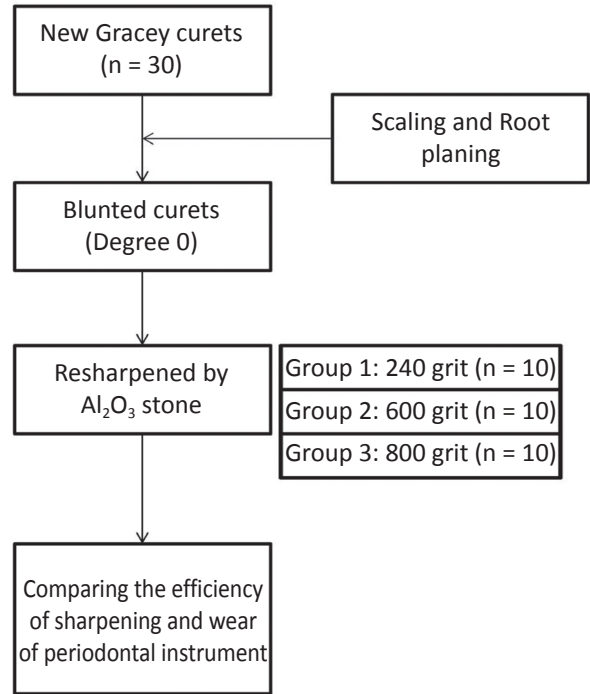 New Gracey curets
(n = 30)
Scaling and Root
planing
Blunted curets
(Degree 0)
Resharpened by
Al₂O₃ stone
Group 1: 240 grit (n = 10)
Group 2: 600 grit (n = 10)
Group 3: 800 grit (n = 10)
Comparing the efficiency
of sharpening and wear
of periodontal instrument